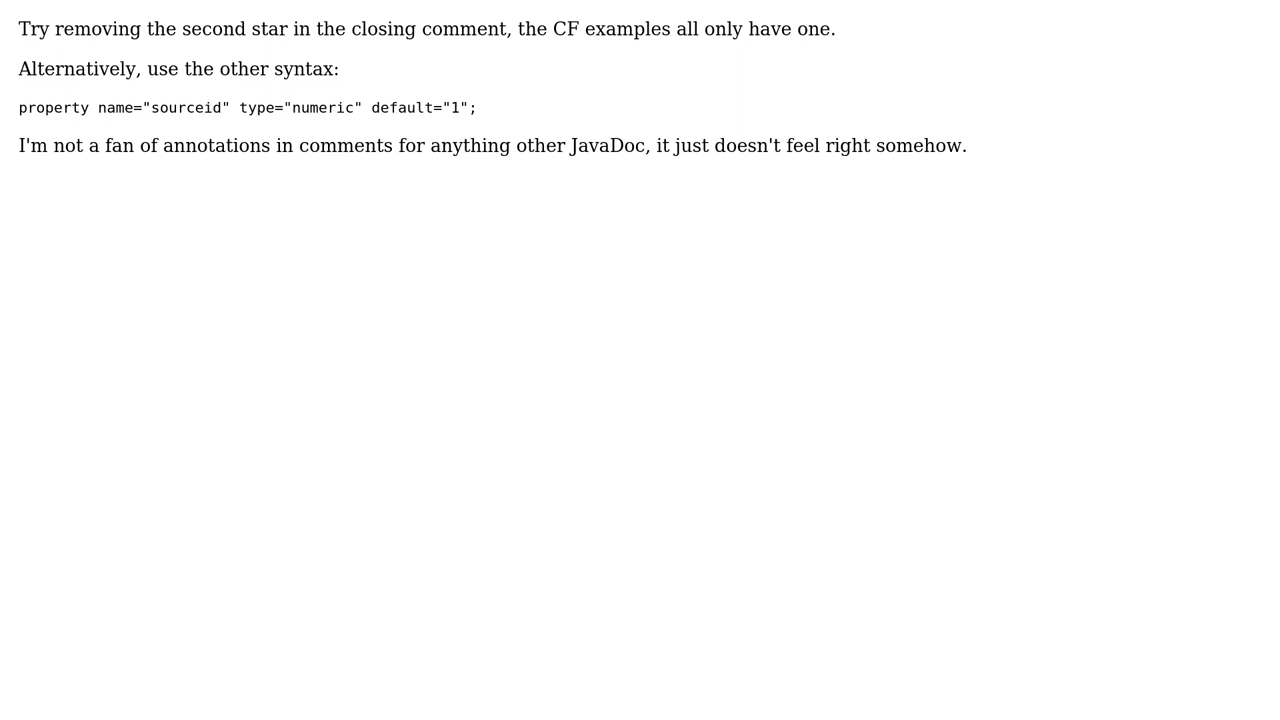 Try removing the second star in the closing comment, the CF examples all only have one.
Alternatively, use the other syntax:
property name="sourceid" type="numeric" default="1";
I'm not a fan of annotations in comments for anything other JavaDoc, it just doesn't feel right somehow.